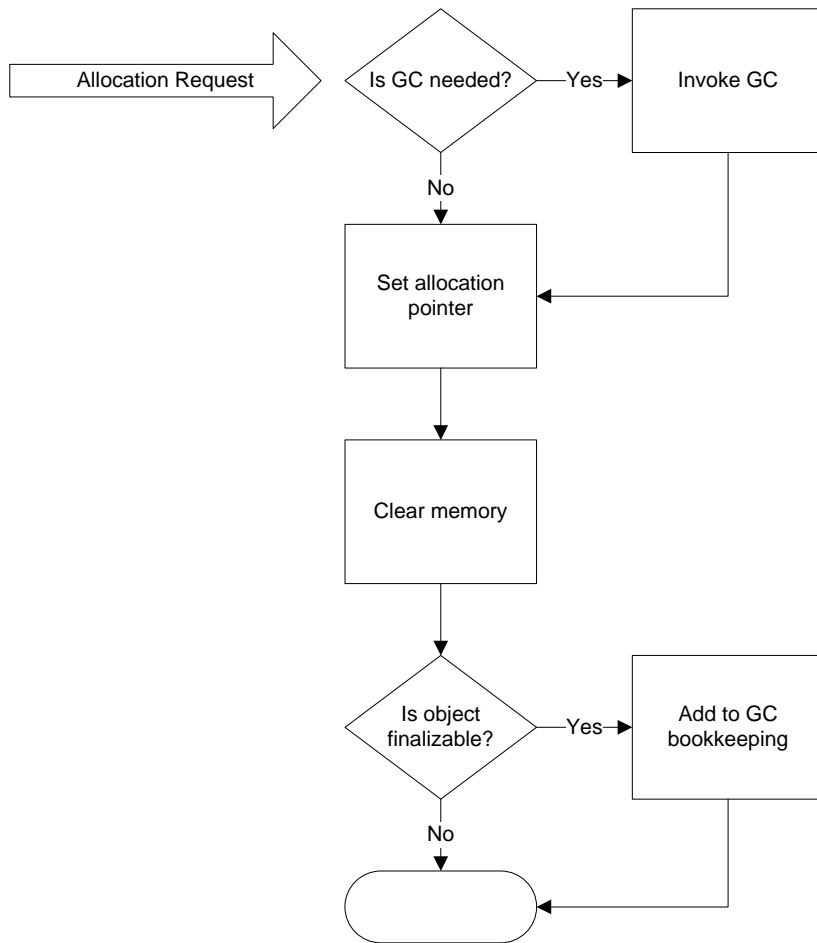 Allocation Request
Is GC needed?
Yes
Invoke GC
No
Set allocation
pointer
Clear memory
Is object
finalizable?
Yes
Add to GC
bookkeeping
No